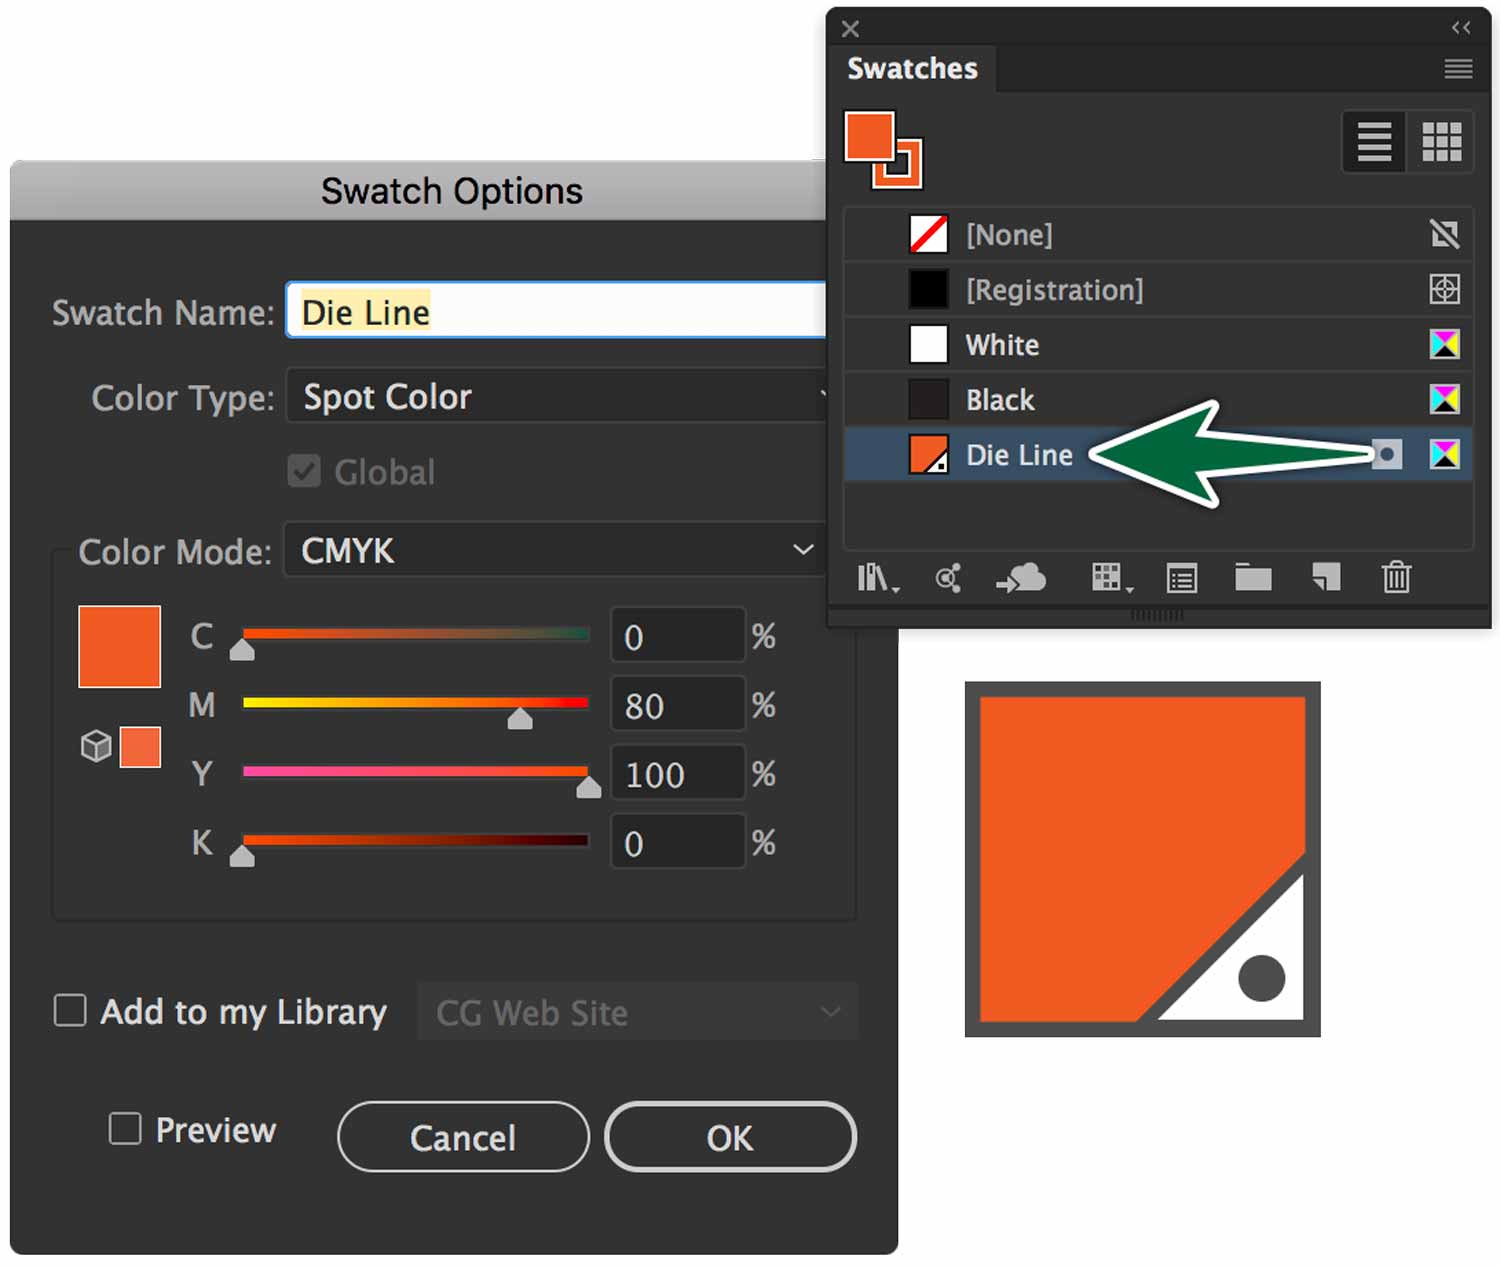 Swatches
[None]
[Registration]
White
Black
Die Line
Swatch Options
Swatch Name: Die Line
Color Type: Spot Color
Global
Color Mode: CMYK
C 0 %
M 80 %
Y 100 %
K 0 %
Add to my Library CG Web Site
Preview Cancel OK